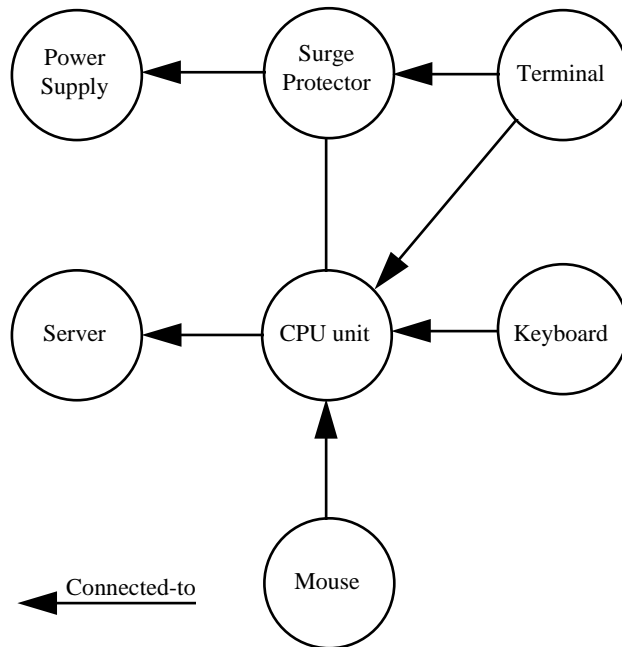 Power
Supply
Surge
Protector
Terminal
Server
CPU unit
Keyboard
Mouse
Connected-to